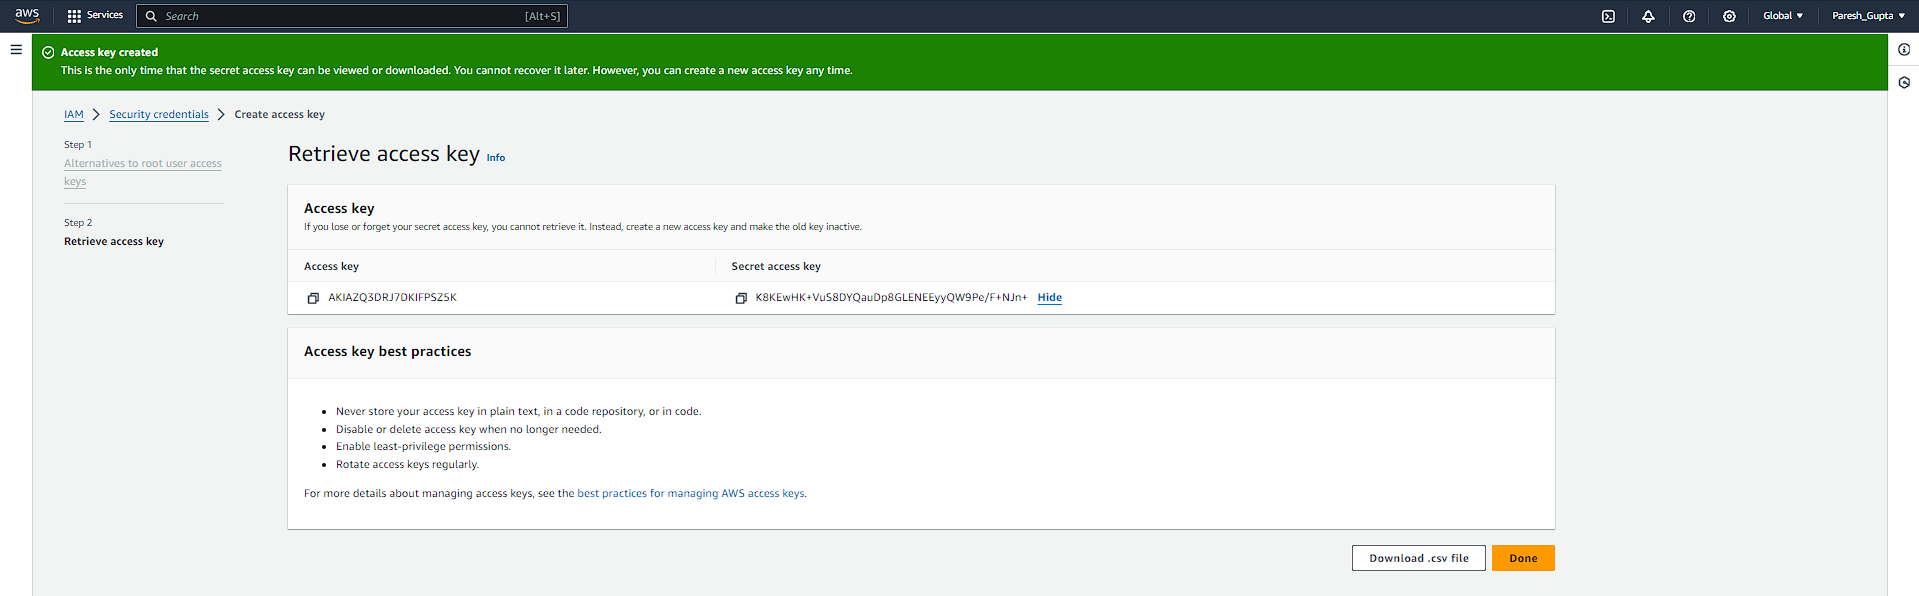 aws
Services
Search
[Alt+S]
Global
Paresh_Gupta
Access key created
This is the only time that the secret access key can be viewed or downloaded. You cannot recover it later. However, you can create a new access key any time.
IAM
Security credentials
Create access key
Step 1
Alternatives to root user access
keys
Step 2
Retrieve access key
Retrieve access key Info
Access key
If you lose or forget your secret access key, you cannot retrieve it. Instead, create a new access key and make the old key inactive.
Access key
Secret access key
AKIAZQ3DRJ7DKIFPSZ5K
K8KEwHK+VuS8DYQauDp8GLENEEyyQW9Pe/F+NJn+ Hide
Access key best practices
Never store your access key in plain text, in a code repository, or in code.
Disable or delete access key when no longer needed.
Enable least-privilege permissions.
Rotate access keys regularly.
For more details about managing access keys, see the best practices for managing AWS access keys.
Download .csv file
Done